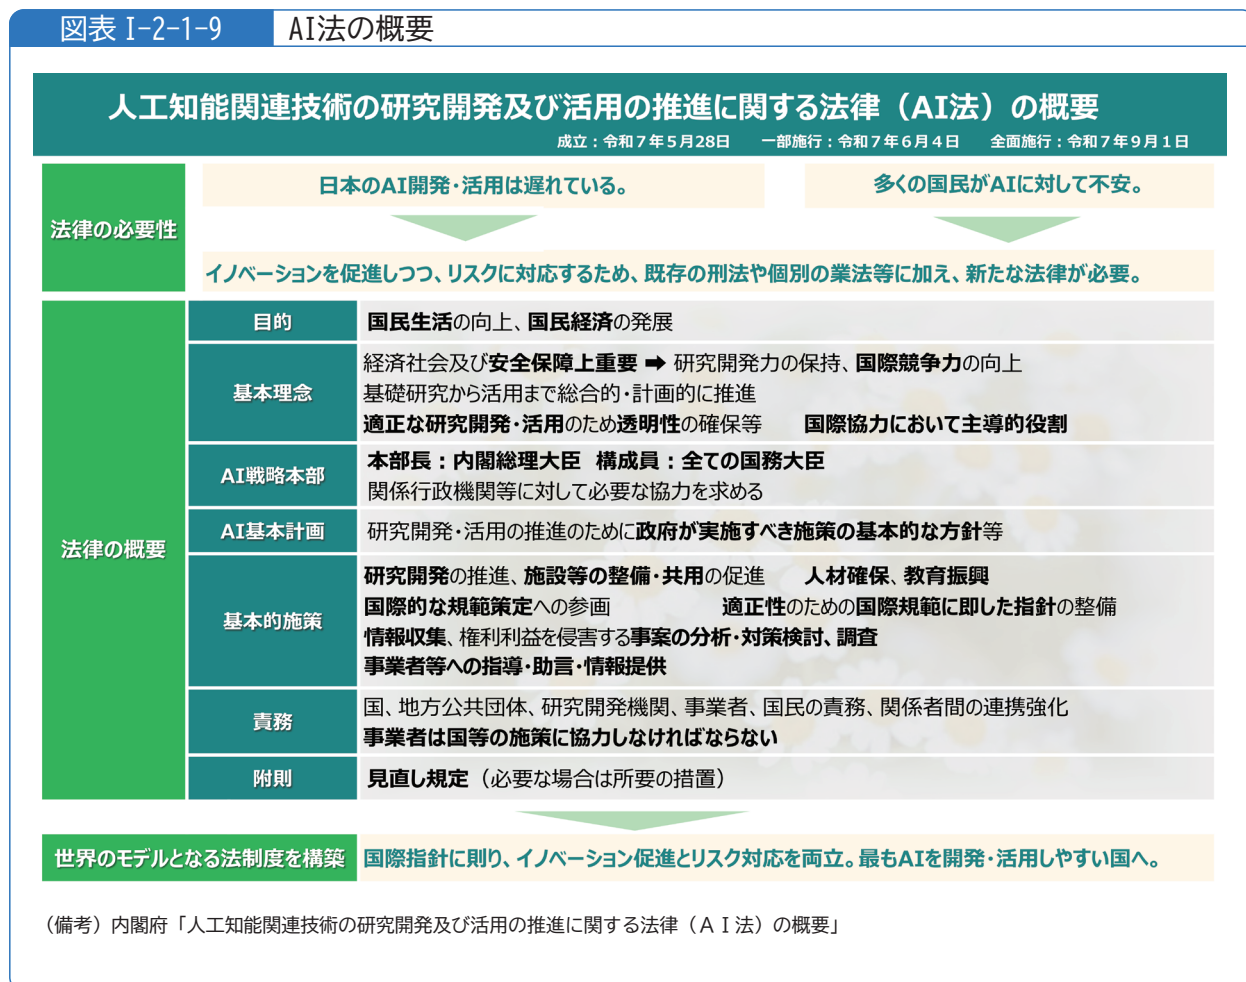 図表 Ⅰ-2-1-9 AI法の概要
人工知能関連技術の研究開発及び活用の推進に関する法律（AI法）の概要
成立：令和７年５月28日 一部施行：令和７年６月４日 全面施行：令和７年９月１日
法律の必要性
日本のAI開発・活用は遅れている。
多くの国民がAIに対して不安。
イノベーションを促進しつつ、リスクに対応するため、既存の刑法や個別の業法等に加え、新たな法律が必要。
法律の概要
目的
国民生活の向上、国民経済の発展
基本理念
経済社会及び安全保障上重要 ➡ 研究開発力の保持、国際競争力の向上
基礎研究から活用まで総合的・計画的に推進
適正な研究開発・活用のため透明性の確保等 国際協力において主導的役割
AI戦略本部
本部長：内閣総理大臣 構成員：全ての国務大臣
関係行政機関等に対して必要な協力を求める
AI基本計画
研究開発・活用の推進のために政府が実施すべき施策の基本的な方針等
基本的施策
研究開発の推進、施設等の整備・共用の促進 人材確保、教育振興
国際的な規範策定への参画 適正性のための国際規範に即した指針の整備
情報収集、権利利益を侵害する事案の分析・対策検討、調査
事業者等への指導・助言・情報提供
責務
国、地方公共団体、研究開発機関、事業者、国民の責務、関係者間の連携強化
事業者は国等の施策に協力しなければならない
附則
見直し規定（必要な場合は所要の措置）
世界のモデルとなる法制度を構築
国際指針に則り、イノベーション促進とリスク対応を両立。最もAIを開発・活用しやすい国へ。
（備考）内閣府「人工知能関連技術の研究開発及び活用の推進に関する法律（ＡＩ法）の概要」